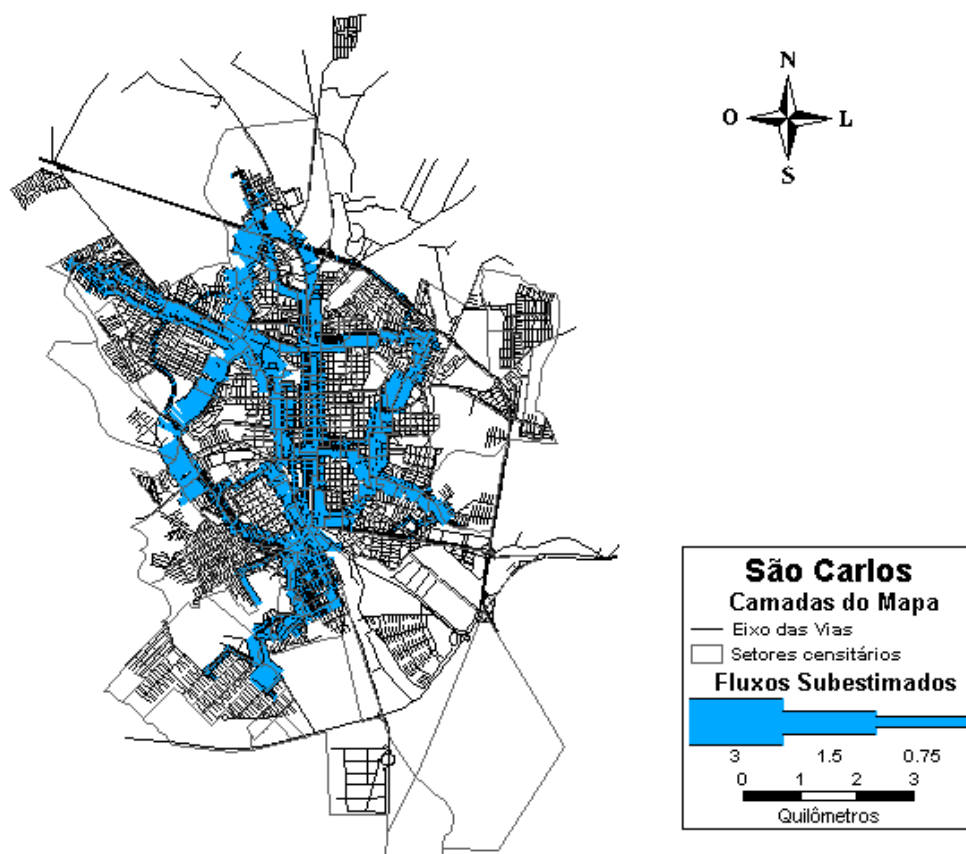 N
O L
S
São Carlos
Camadas do Mapa
Eixo das Vias
Setores censitários
Fluxos Subestimados
3 1.5 0.75
0 1 2 3
Quilômetros